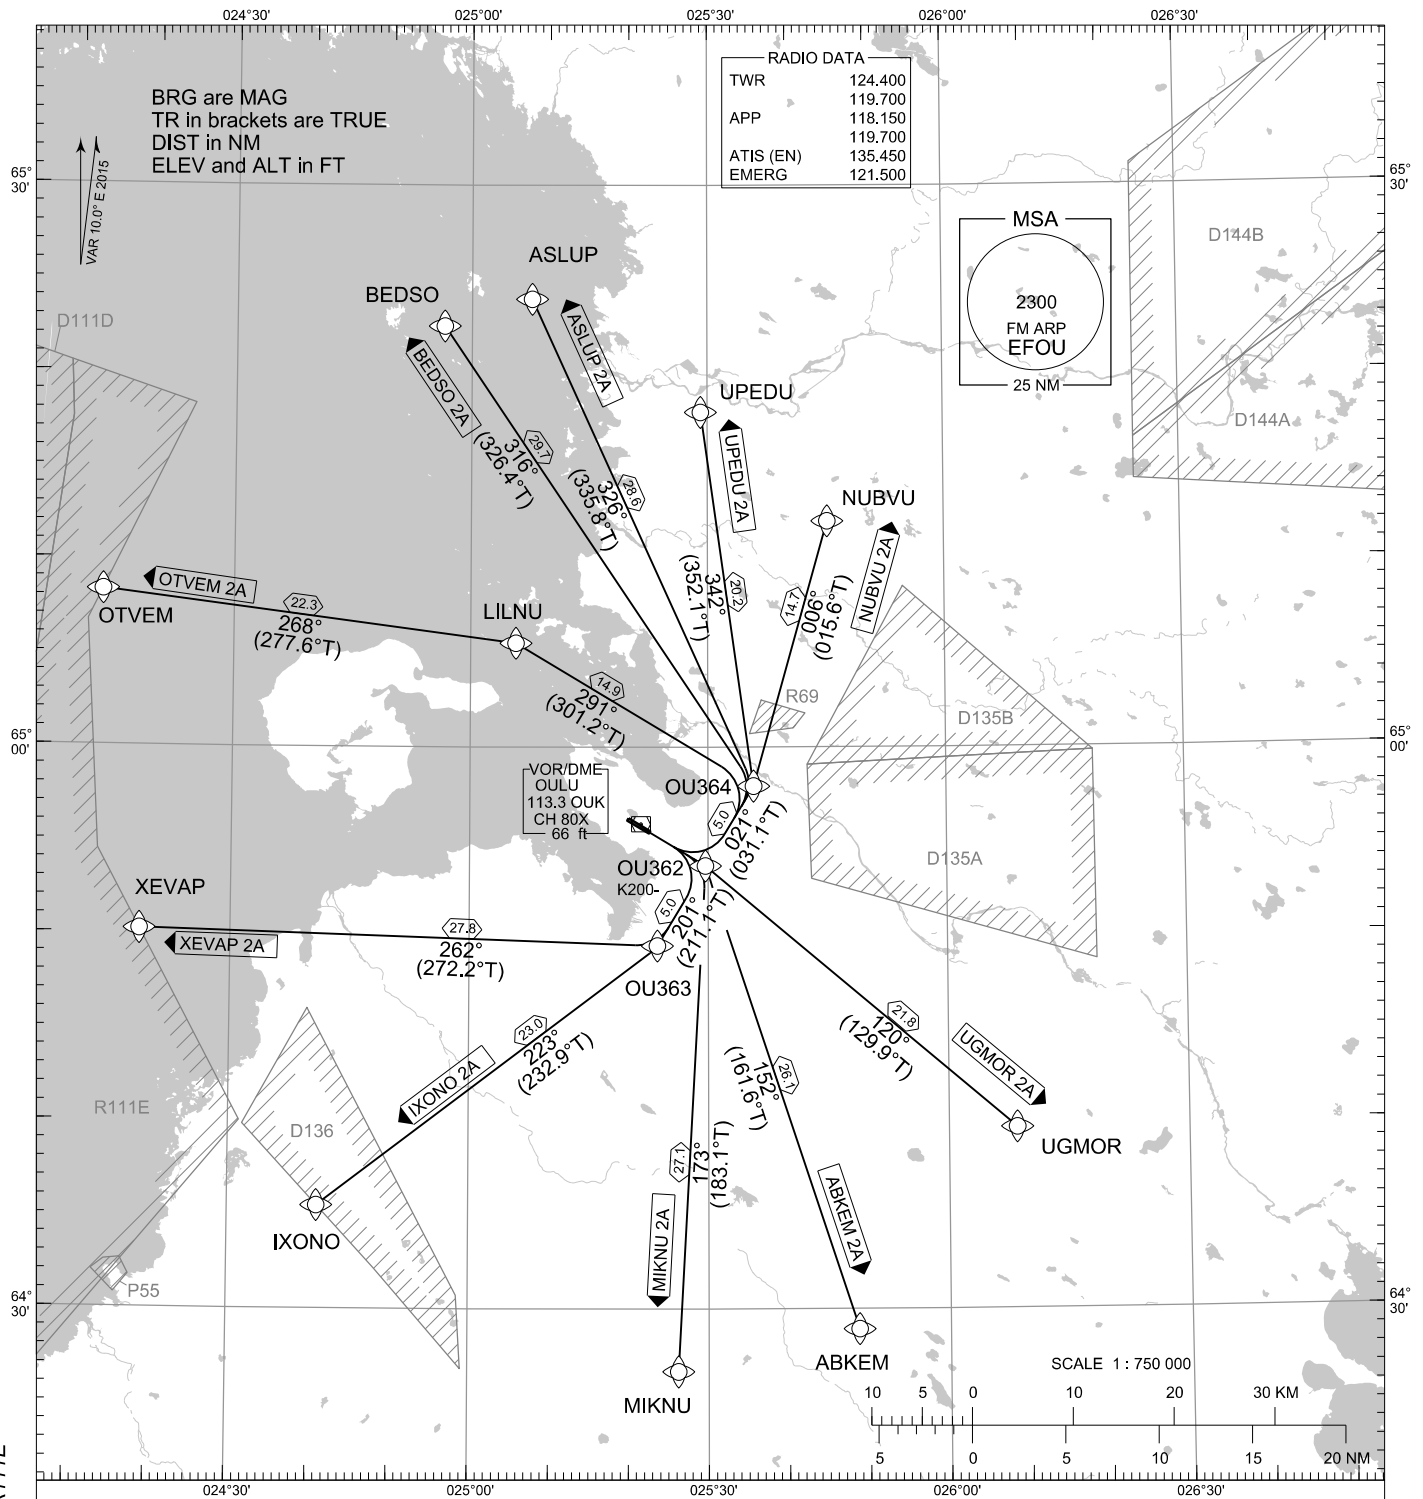 024°30' 025°00' 025°30' 026°00' 026°30'
BRG are MAG
TR in brackets are TRUE
DIST in NM
ELEV and ALT in FT
VAR 10.0° E 2015
RADIO DATA
TWR 124.400
119.700
APP 118.150
119.700
ATIS (EN) 135.450
EMERG 121.500
65°
30'
65°
30'
MSA
2300
FM ARP
EFOU
25 NM
D144B
D144A
D111D
ASLUP
BEDSO
ASLUP 2A
BEDSO 2A
UPEDU
UPEDU 2A
NUBVU
NUBVU 2A
29.7
316°
(326.4°T)
28.6
326°
(335.8°T)
20.2
342°
(352.1°T)
14.7
006°
(015.6°T)
OTVEM 2A
OTVEM
22.3
268°
(277.6°T)
LILNU
14.9
291°
(301.2°T)
R69
D135B
D135A
65°
00'
65°
00'
VOR/DME
OULU
113.3 OUK
CH 80X
66 ft
OU364
5.0
021°
(031.1°T)
OU362
K200
5.0
201°
(211.1°T)
OU363
XEVAP
XEVAP 2A
27.8
262°
(272.2°T)
23.0
223°
(232.9°T)
IXONO 2A
IXONO
R111E
D136
P55
21.8
120°
(129.9°T)
UGMOR 2A
UGMOR
26.1
152°
(161.6°T)
ABKEM 2A
ABKEM
27.1
173°
(183.1°T)
MIKNU 2A
MIKNU
64°
30'
64°
30'
SCALE 1 : 750 000
10 5 0 10 20 30 KM
5 0 5 10 15 20 NM
024°30' 025°00' 025°30' 026°00' 026°30'